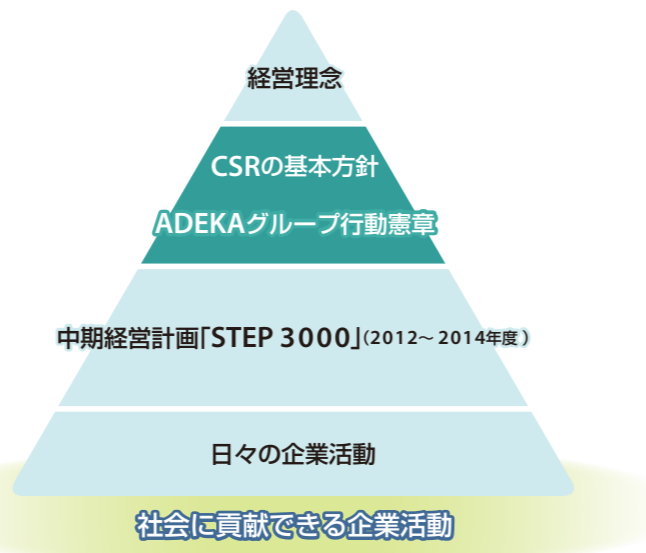 経営理念
CSRの基本方針
ADEKAグループ行動憲章
中期経営計画「STEP 3000」(2012〜2014年度)
日々の企業活動
社会に貢献できる企業活動